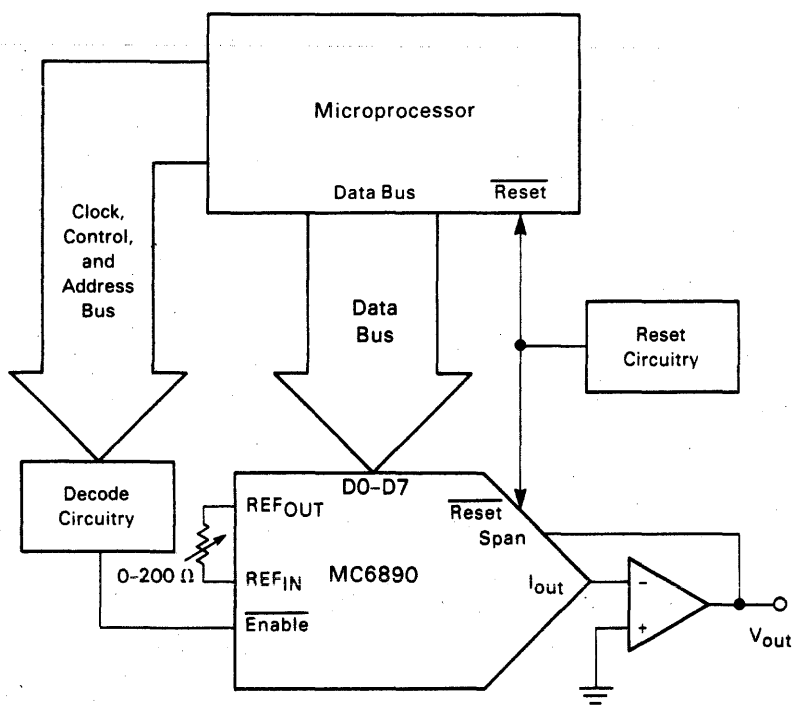 Microprocessor
Data Bus
Reset
Clock,
Control,
and
Address
Bus
Data
Bus
Reset
Circuitry
Decode
Circuitry
D0–D7
REFOUT
Reset
Span
0–200 Ω
REFIN
MC6890
Iout
Enable
-
+
Vout